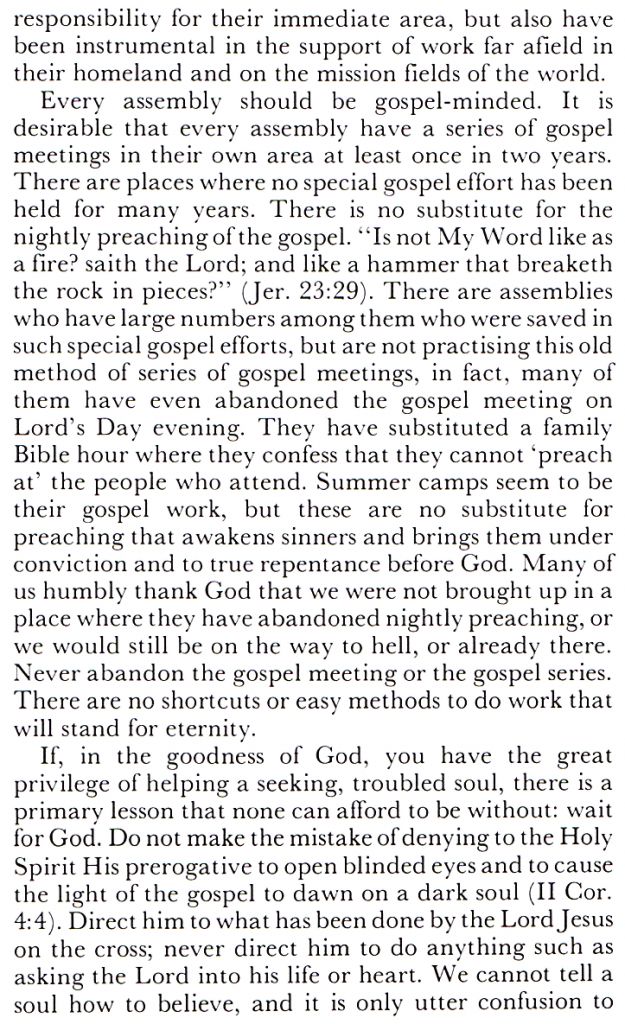 responsibility for their immediate area, but also have
been instrumental in the support of work far afield in
their homeland and on the mission fields of the world.
Every assembly should be gospel-minded. It is
desirable that every assembly have a series of gospel
meetings in their own area at least once in two years.
There are places where no special gospel effort has been
held for many years. There is no substitute for the
nightly preaching of the gospel. “Is not My Word like as
a fire? saith the Lord; and like a hammer that breaketh
the rock in pieces?” (Jer. 23:29). There are assemblies
who have large numbers among them who were saved in
such special gospel efforts, but are not practising this old
method of series of gospel meetings, in fact, many of
them have even abandoned the gospel meeting on
Lord’s Day evening. They have substituted a family
Bible hour where they confess that they cannot ‘preach
at’ the people who attend. Summer camps seem to be
their gospel work, but these are no substitute for
preaching that awakens sinners and brings them under
conviction and to true repentance before God. Many of
us humbly thank God that we were not brought up in a
place where they have abandoned nightly preaching, or
we would still be on the way to hell, or already there.
Never abandon the gospel meeting or the gospel series.
There are no shortcuts or easy methods to do work that
will stand for eternity.
If, in the goodness of God, you have the great
privilege of helping a seeking, troubled soul, there is a
primary lesson that none can afford to be without: wait
for God. Do not make the mistake of denying to the Holy
Spirit His prerogative to open blinded eyes and to cause
the light of the gospel to dawn on a dark soul (II Cor.
4:4). Direct him to what has been done by the Lord Jesus
on the cross; never direct him to do anything such as
asking the Lord into his life or heart. We cannot tell a
soul how to believe, and it is only utter confusion to